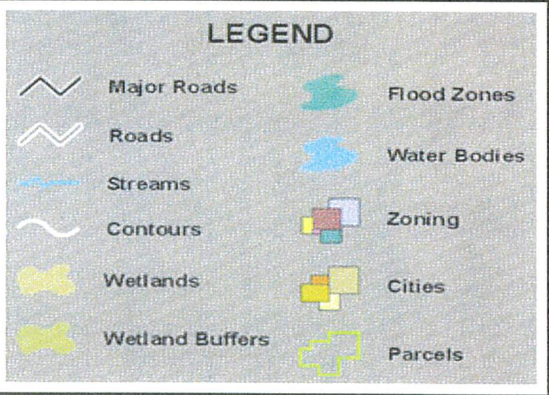 LEGEND
Major Roads
Roads
Streams
Contours
Wetlands
Wetland Buffers
Flood Zones
Water Bodies
Zoning
Cities
Parcels